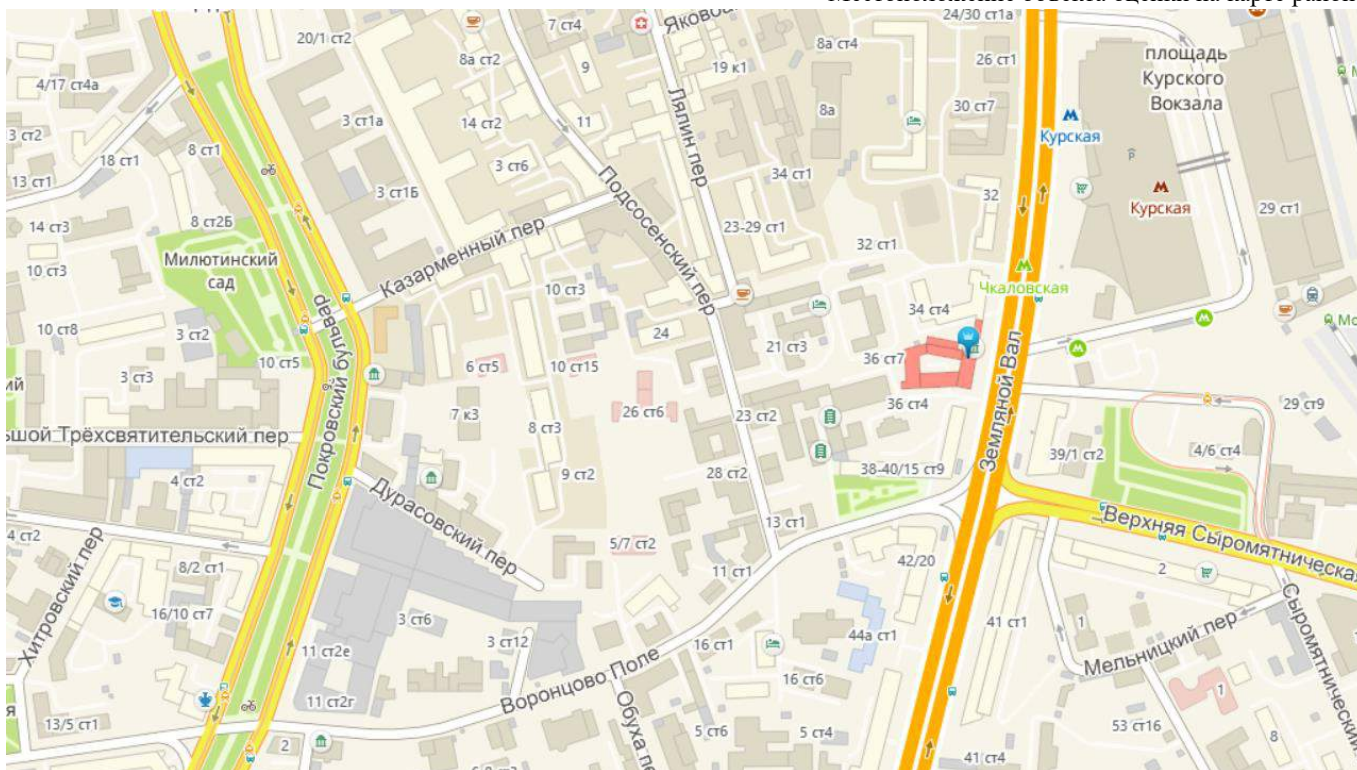 24/30 ст1а
20/1 ст2
7 ст4
8а ст2
9
19 к1
8а ст4
26 ст1
площадь
Курского
Вокзала
4/17 ст4а
3 ст1а
14 ст2
11
8а
30 ст7
Курская
3 ст2
8 ст1
18 ст1
13 ст1
3 ст6
Лялин пер
34 ст1
3 ст1Б
Подсосенский пер
32
Курская
29 ст1
14 ст3
8 ст2Б
Казарменный пер
23-29 ст1
32 ст1
Милютинский
сад
10 ст3
10 ст3
Чкаловская
34 ст4
10 ст8
3 ст2
24
21 ст3
Покровский бульвар
10 ст5
6 ст5
10 ст15
36 ст7
3 ст3
Земляной Вал
7 к3
26 ст6
23 ст2
36 ст4
29 ст9
8 ст3
шой Трёхсвятительский пер
39/1 ст2
4/6 ст4
4 ст2
9 ст2
28 ст2
38-40/15 ст9
Дурасовский пер
13 ст1
Верхняя Сыромятническая
4 ст2
5/7 ст2
Хитровский пер
8/2 ст1
11 ст1
42/20
2
16/10 ст7
3 ст6
Сыромятнический
3 ст12
16 ст1
44а ст1
41 ст1
1
Мельницкий пер
11 ст2е
Воронцово Поле
16 ст6
1
11 ст2г
Обуха пе
13/5 ст1
2
5 ст6
5 ст4
53 ст16
8
41 ст4